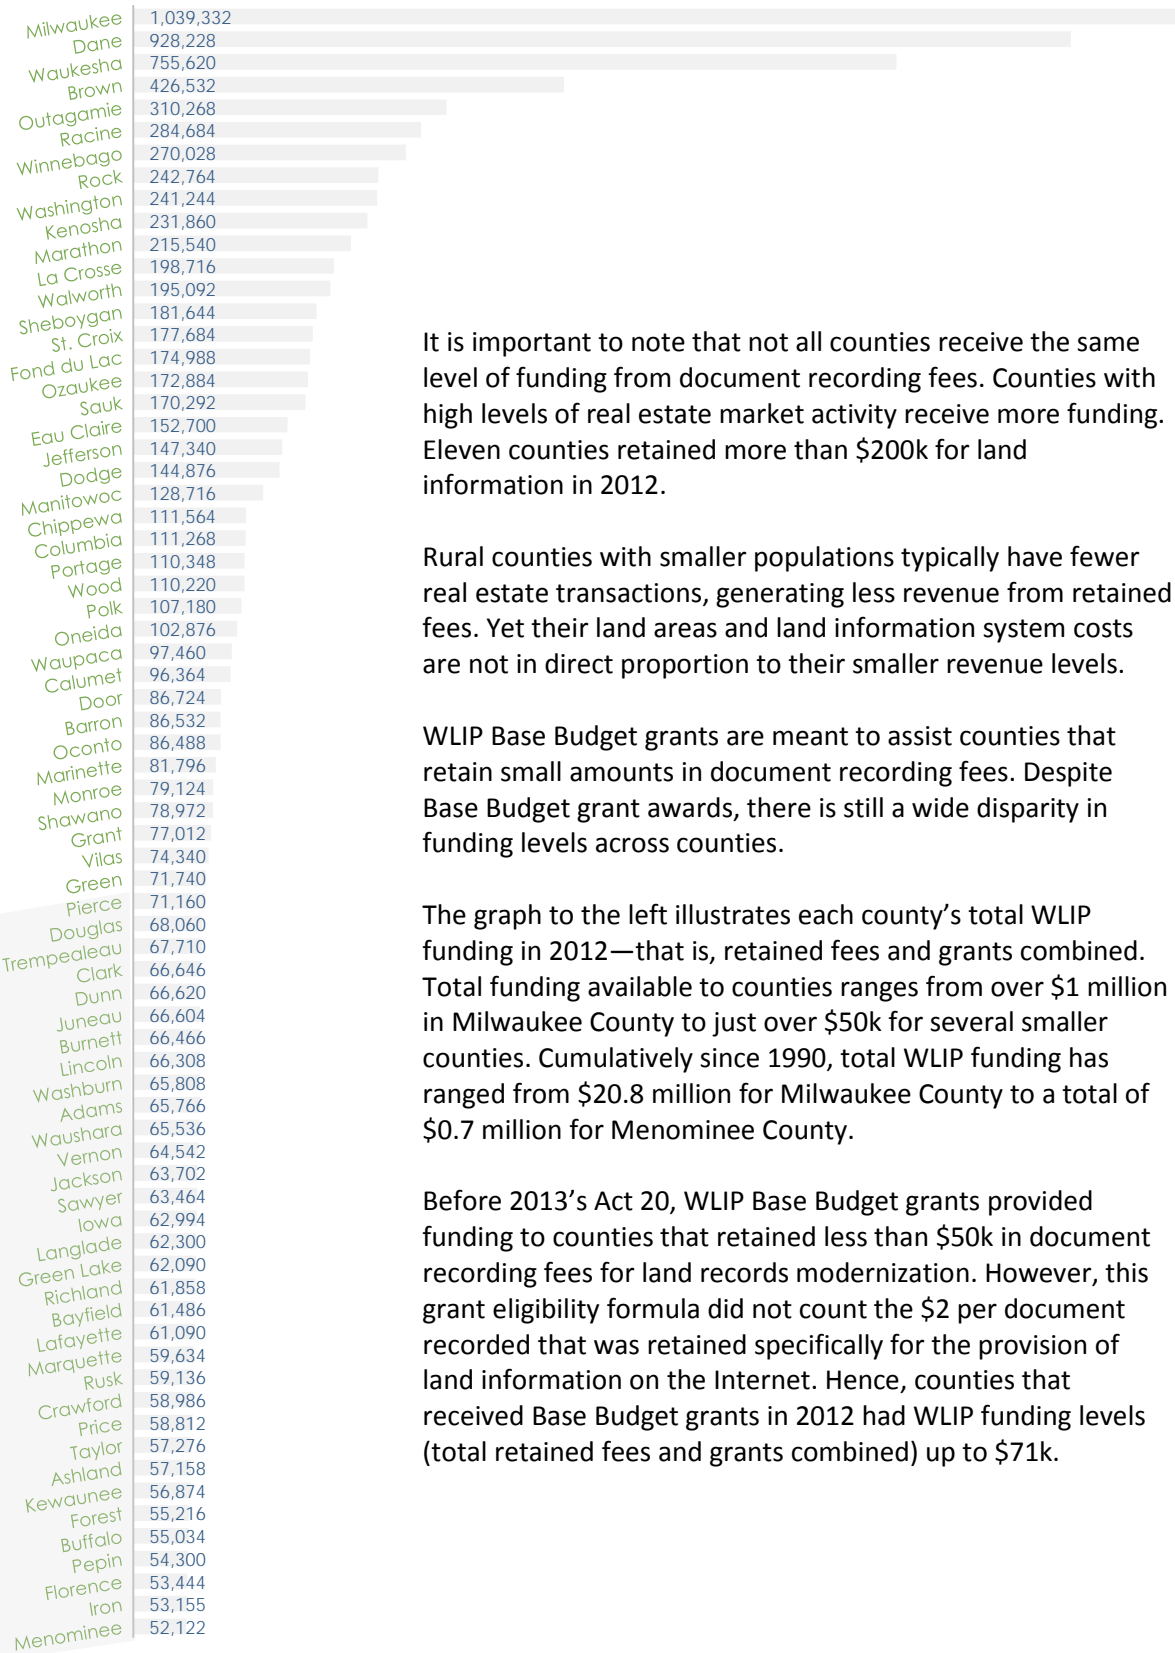 Milwaukee 1,039,332
Dane 928,228
Waukesha 755,620
Brown 426,532
Outagamie 310,268
Racine 284,684
Winnebago 270,028
Rock 242,764
Washington 241,244
Kenosha 231,860
Marathon 215,540
La Crosse 198,716
Walworth 195,092
Sheboygan 181,644
St. Croix 177,684
Fond du Lac 174,988
Ozaukee 172,884
Sauk 170,292
Eau Claire 152,700
Jefferson 147,340
Dodge 144,876
Manitowoc 128,716
Chippewa 111,564
Columbia 111,268
Portage 110,348
Wood 110,220
Polk 107,180
Oneida 102,876
Waupaca 97,460
Calumet 96,364
Door 86,724
Barron 86,532
Oconto 86,488
Marinette 81,796
Monroe 79,124
Shawano 78,972
Grant 77,012
Vilas 74,340
Green 71,740
Pierce 71,160
Douglas 68,060
Trempealeau 67,710
Clark 66,646
Dunn 66,620
Juneau 66,604
Burnett 66,466
Lincoln 66,308
Washburn 65,808
Adams 65,766
Waushara 65,536
Vernon 64,542
Jackson 63,702
Sawyer 63,464
Iowa 62,994
Langlade 62,300
Green Lake 62,090
Richland 61,858
Bayfield 61,486
Lafayette 61,090
Marquette 59,634
Rusk 59,136
Crawford 58,986
Price 58,812
Taylor 57,276
Ashland 57,158
Kewaunee 56,874
Forest 55,216
Buffalo 55,034
Pepin 54,300
Florence 53,444
Iron 53,155
Menominee 52,122
It is important to note that not all counties receive the same
level of funding from document recording fees. Counties with
high levels of real estate market activity receive more funding.
Eleven counties retained more than $200k for land
information in 2012.
Rural counties with smaller populations typically have fewer
real estate transactions, generating less revenue from retained
fees. Yet their land areas and land information system costs
are not in direct proportion to their smaller revenue levels.
WLIP Base Budget grants are meant to assist counties that
retain small amounts in document recording fees. Despite
Base Budget grant awards, there is still a wide disparity in
funding levels across counties.
The graph to the left illustrates each county’s total WLIP
funding in 2012—that is, retained fees and grants combined.
Total funding available to counties ranges from over $1 million
in Milwaukee County to just over $50k for several smaller
counties. Cumulatively since 1990, total WLIP funding has
ranged from $20.8 million for Milwaukee County to a total of
$0.7 million for Menominee County.
Before 2013’s Act 20, WLIP Base Budget grants provided
funding to counties that retained less than $50k in document
recording fees for land records modernization. However, this
grant eligibility formula did not count the $2 per document
recorded that was retained specifically for the provision of
land information on the Internet. Hence, counties that
received Base Budget grants in 2012 had WLIP funding levels
(total retained fees and grants combined) up to $71k.